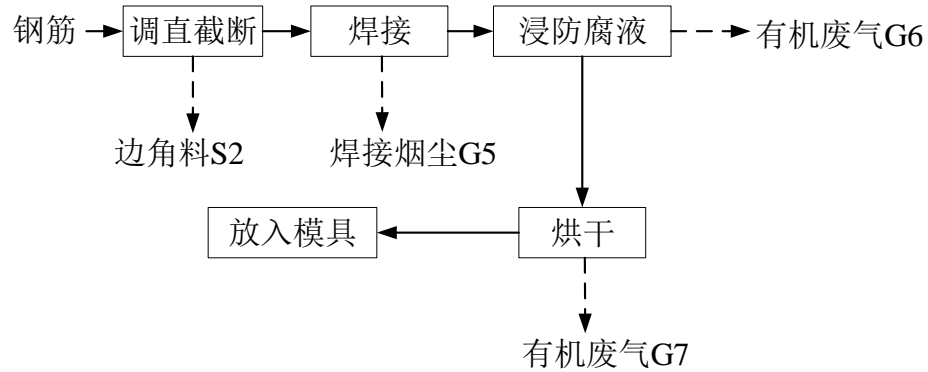 钢筋
调直截断
焊接
浸防腐液
有机废气G6
边角料S2
焊接烟尘G5
放入模具
烘干
有机废气G7